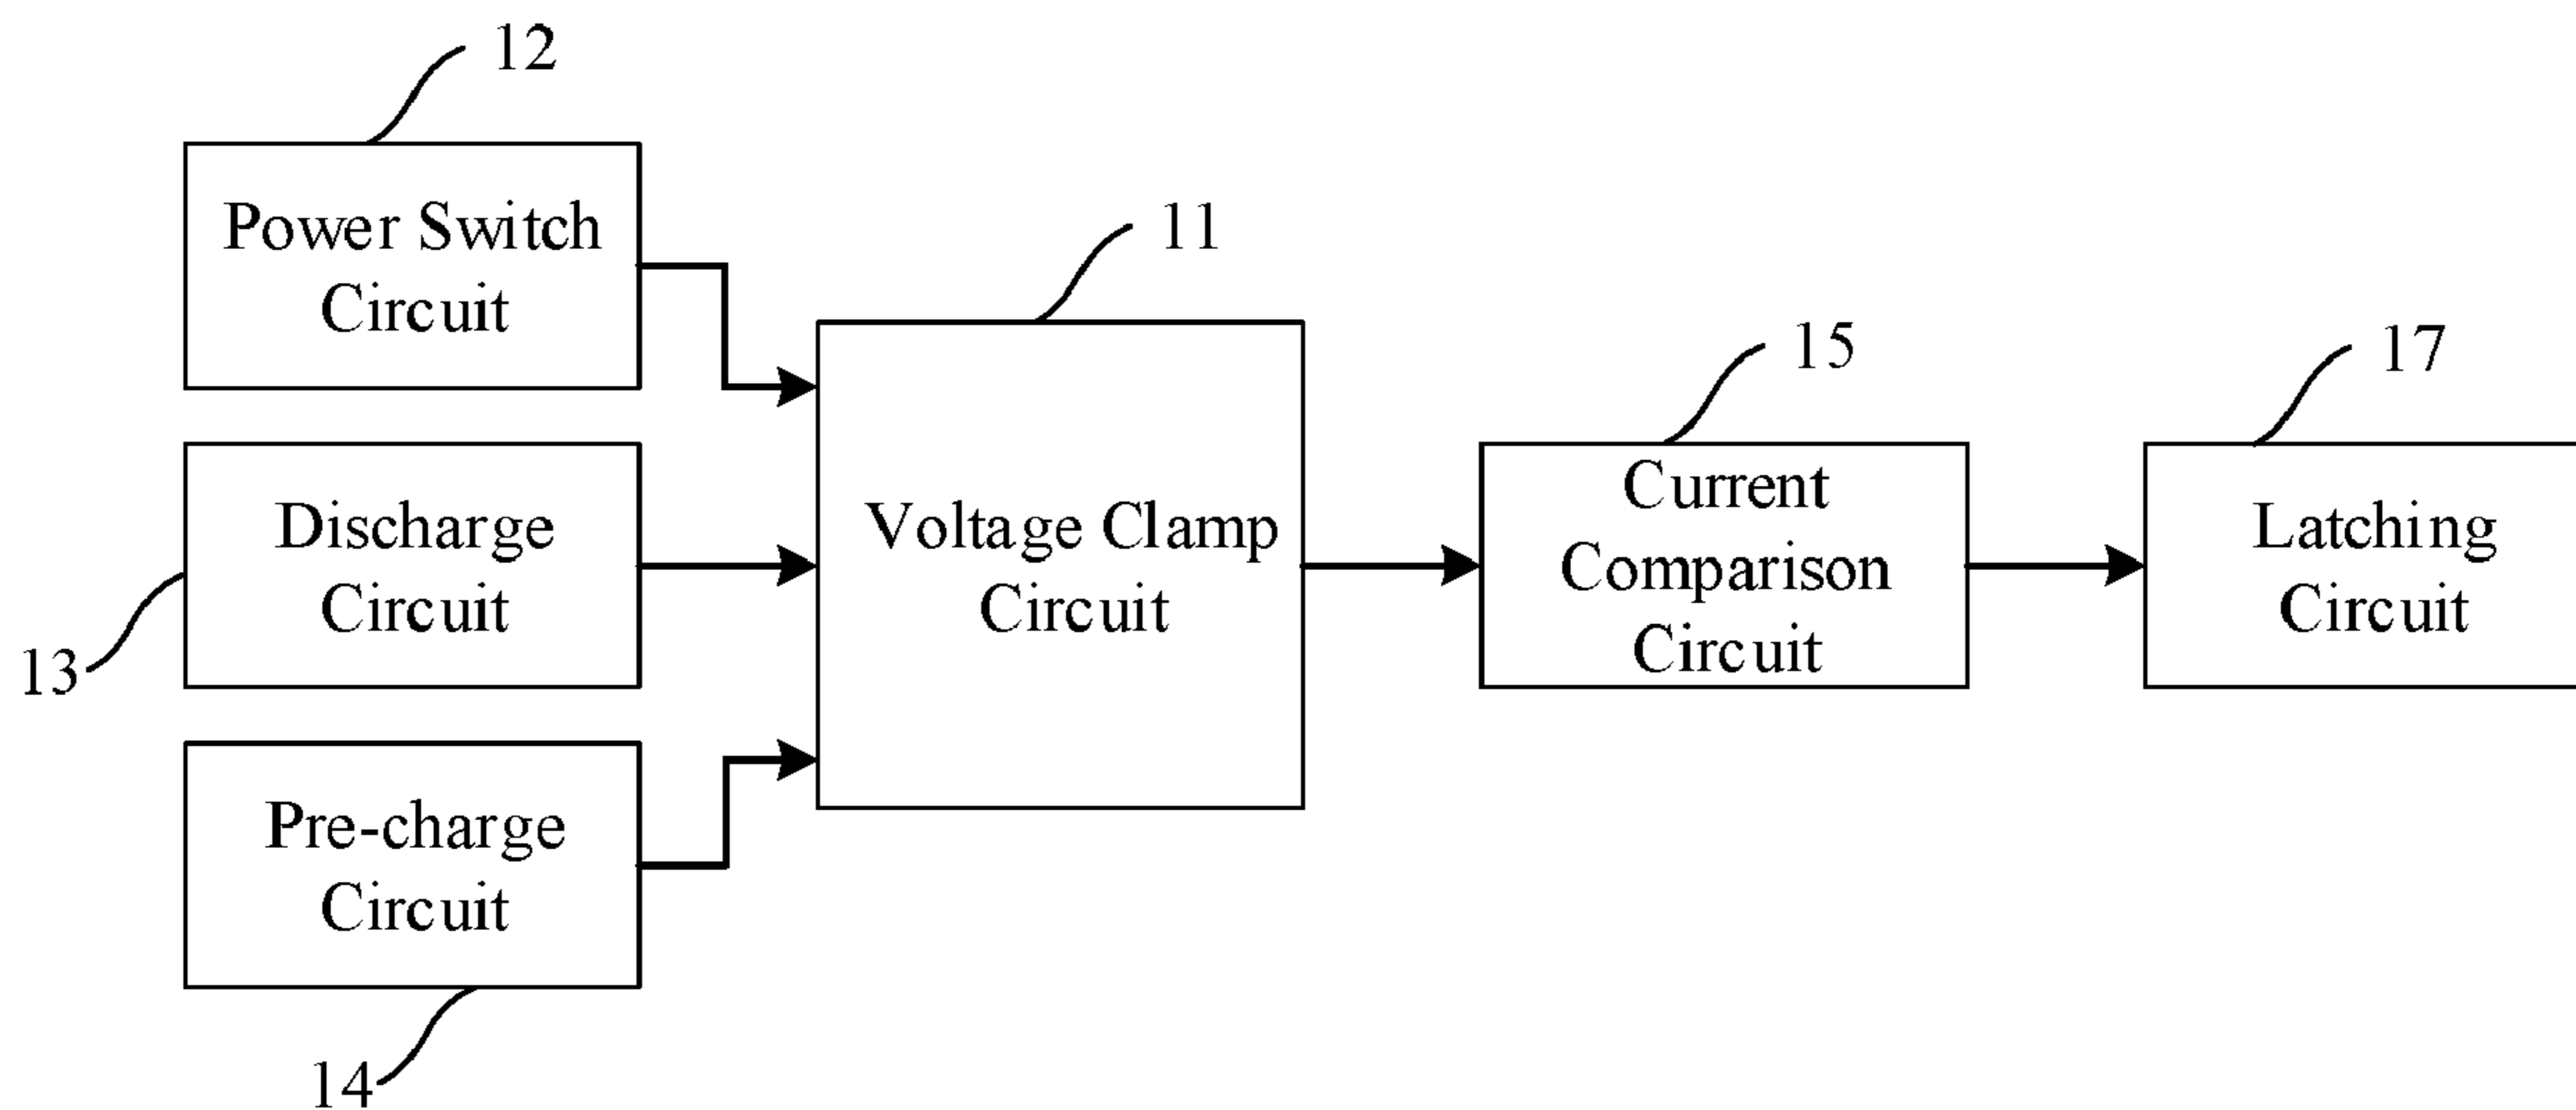 12
Power Switch
Circuit
11
15
17
Discharge
Circuit
13
Voltage Clamp
Circuit
Current
Comparison
Circuit
Latching
Circuit
Pre-charge
Circuit
14